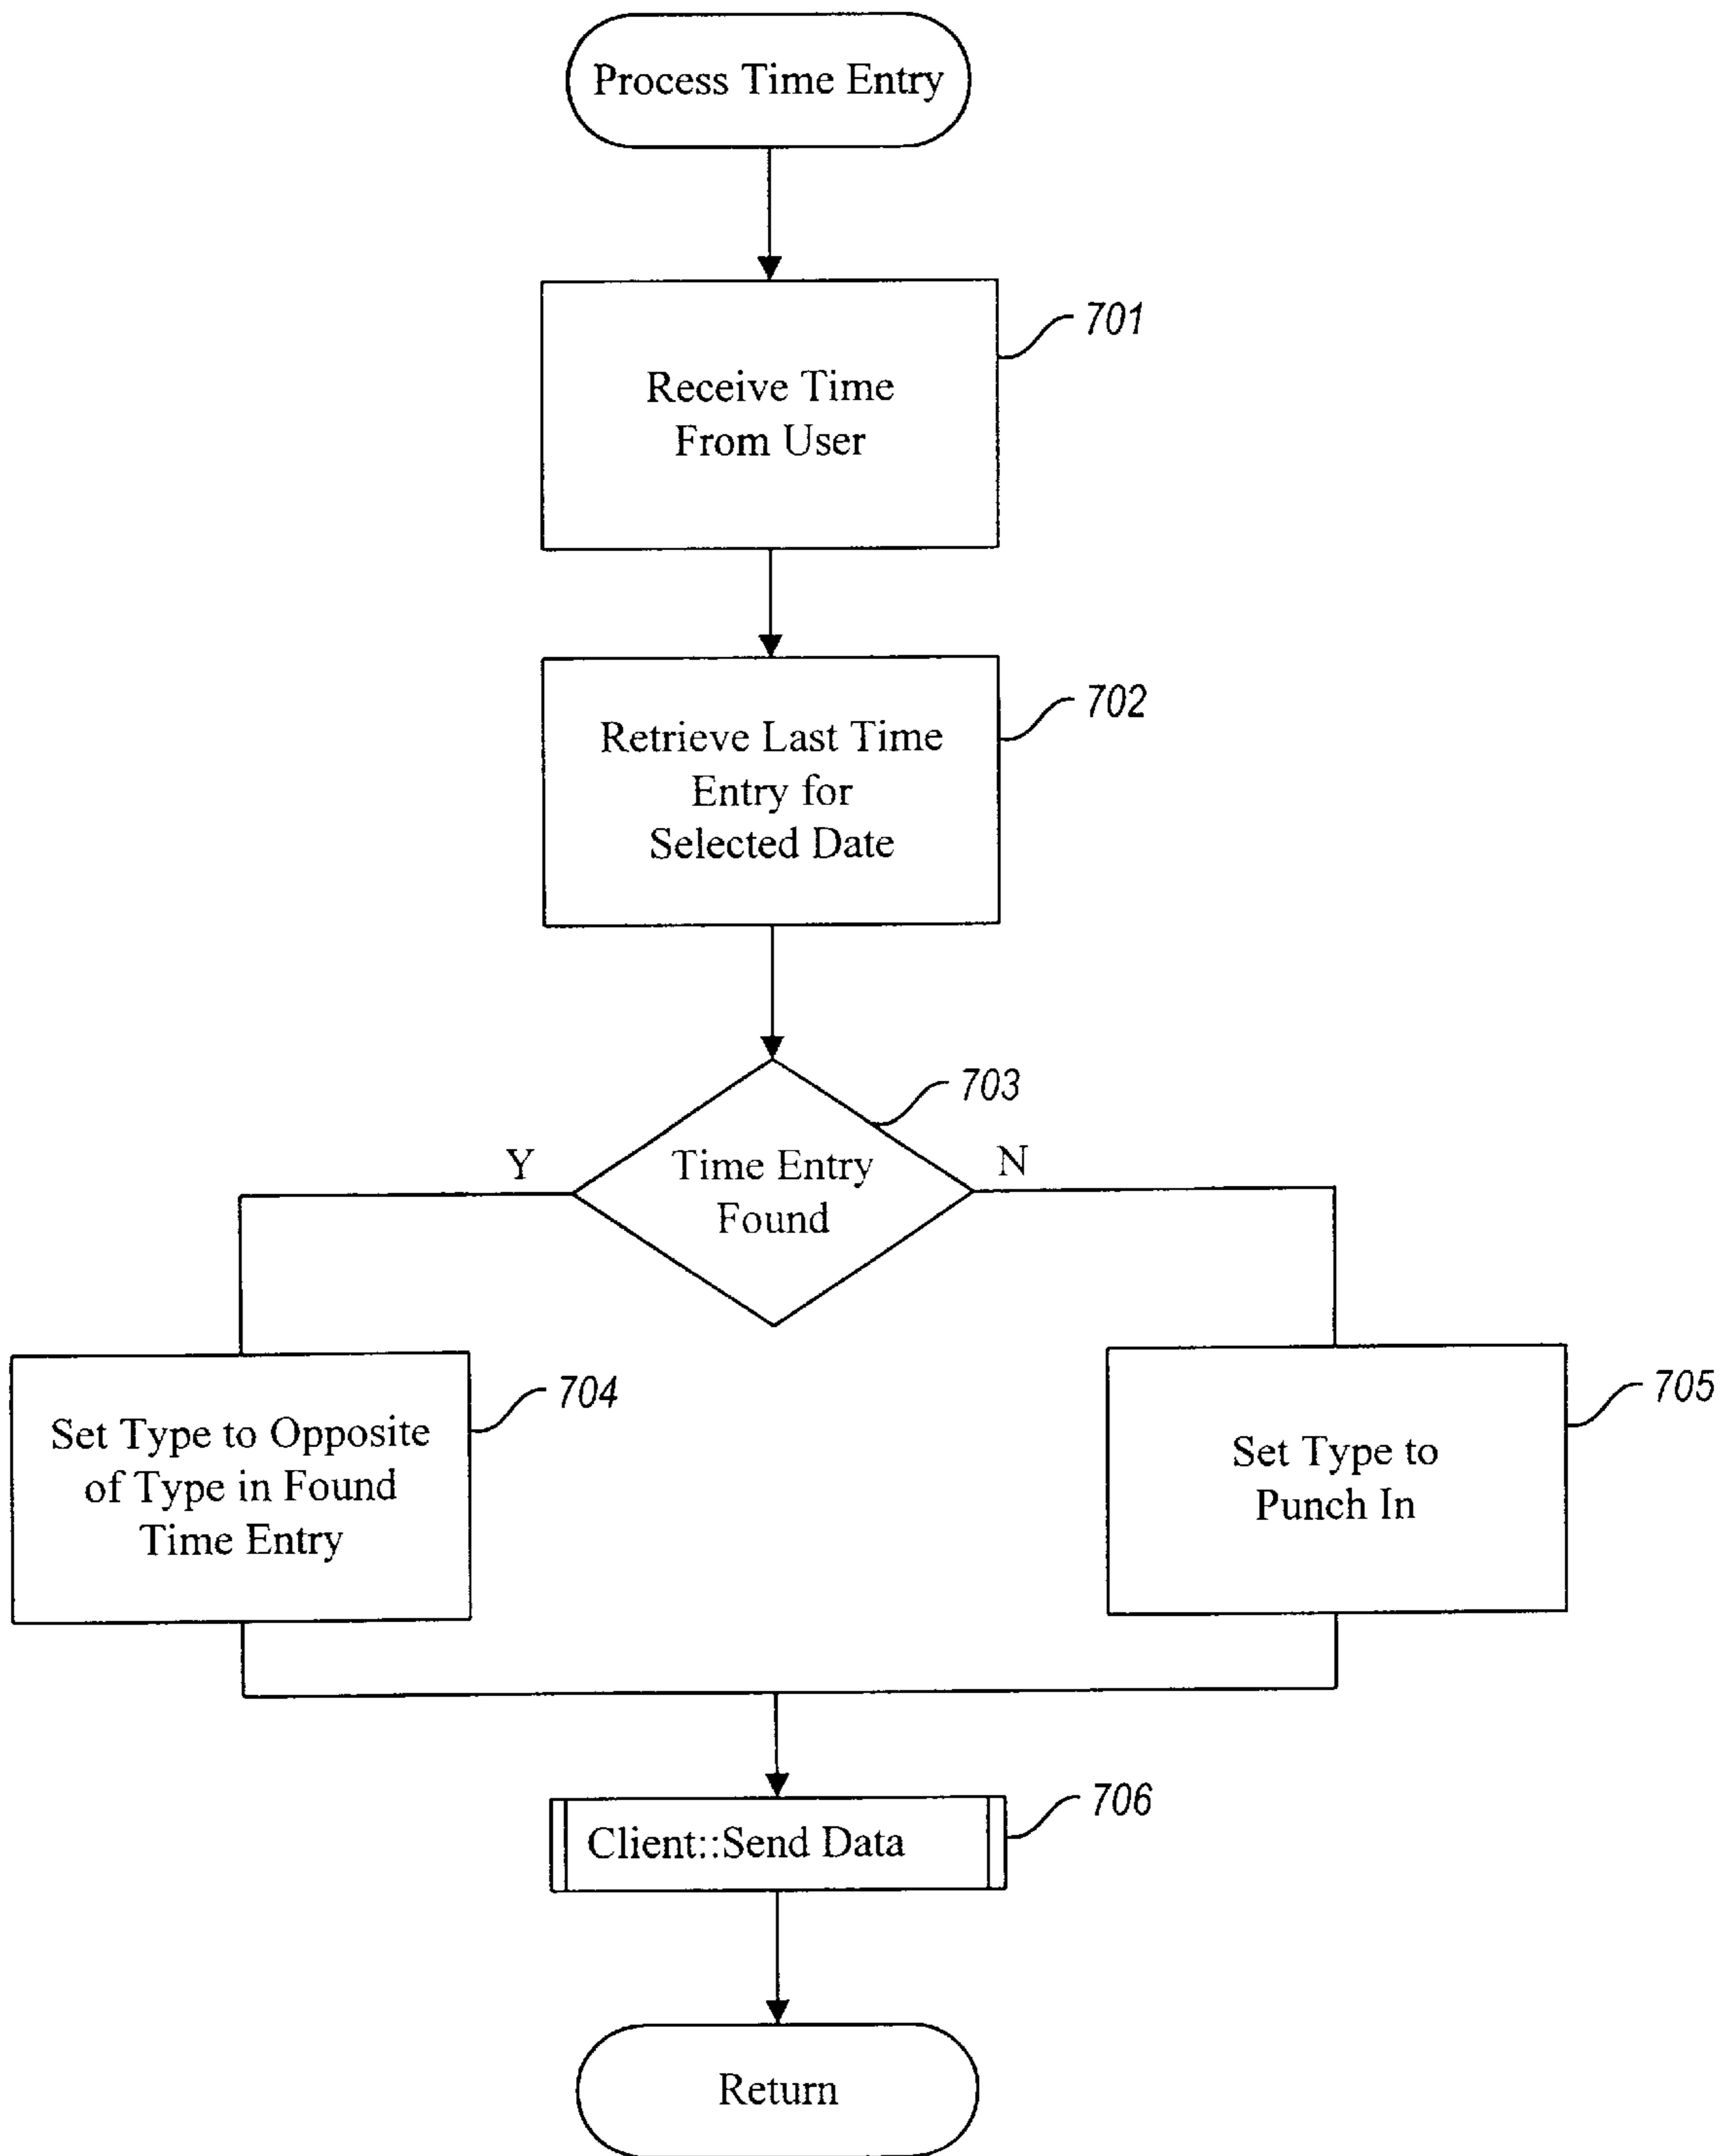 Process Time Entry
701
Receive Time
From User
702
Retrieve Last Time
Entry for
Selected Date
703
Y
Time Entry
Found
N
704
Set Type to Opposite
of Type in Found
Time Entry
705
Set Type to
Punch In
706
Client::Send Data
Return